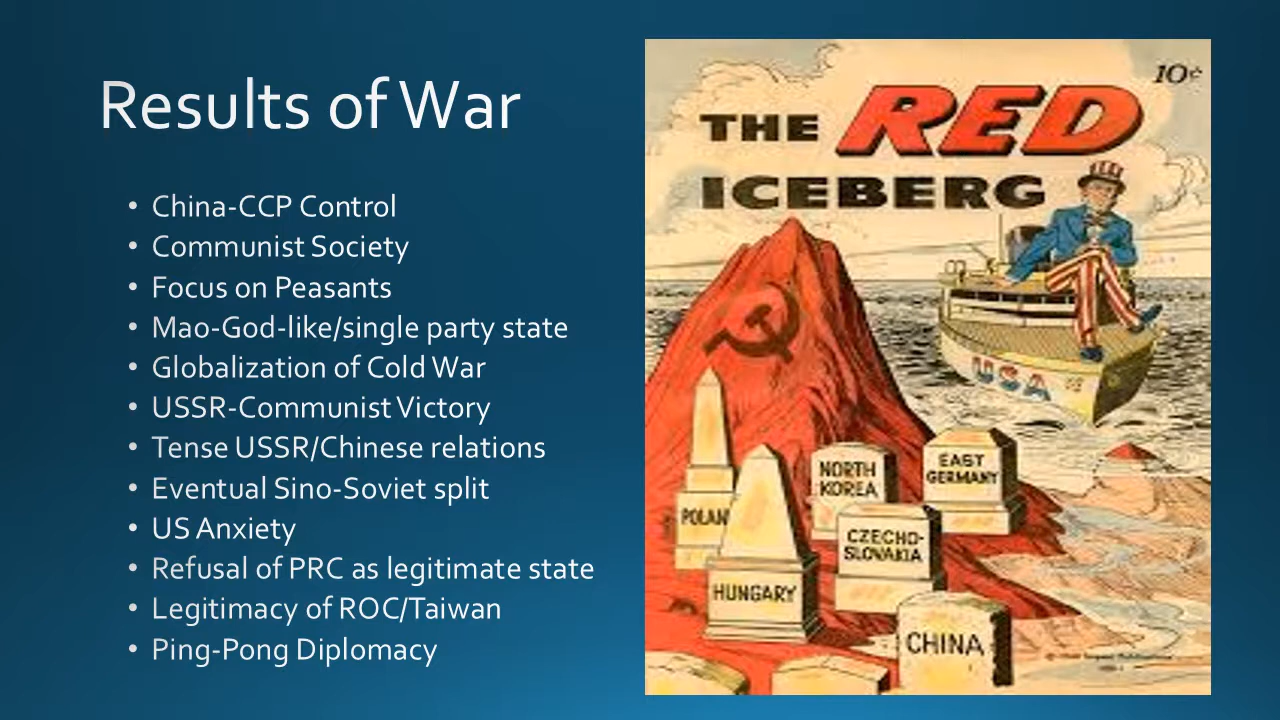 Results of War
• China-CCP Control
• Communist Society
• Focus on Peasants
• Mao-God-like/single party state
• Globalization of Cold War
• USSR-Communist Victory
• Tense USSR/Chinese relations
• Eventual Sino-Soviet split
• US Anxiety
• Refusal of PRC as legitimate state
• Legitimacy of ROC/Taiwan
• Ping-Pong Diplomacy
10¢
THE RED
ICEBERG
USA
POLAN
NORTH
KOREA
EAST
GERMANY
CZECHO-
SLOVAKIA
HUNGARY
CHINA